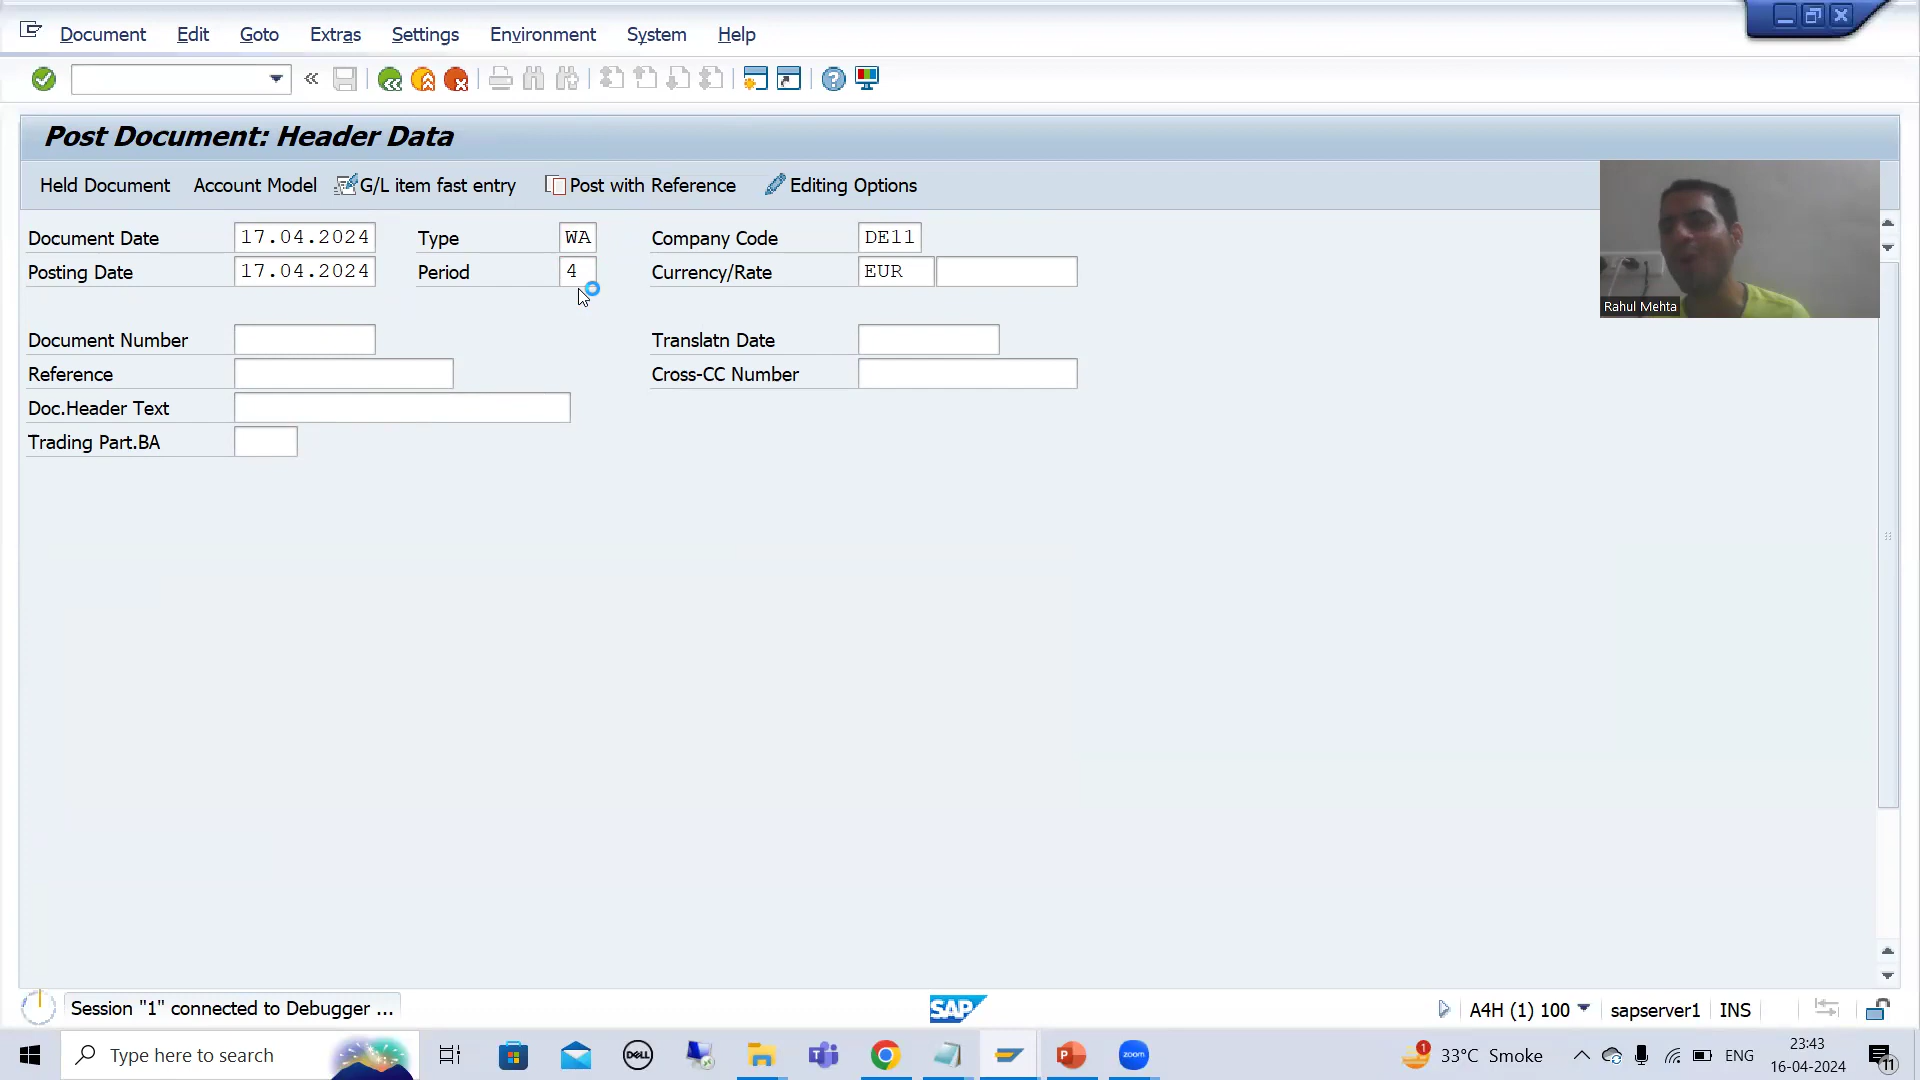 Document Edit Goto Extras Settings Environment System Help
Post Document: Header Data
Held Document Account Model G/L item fast entry Post with Reference Editing Options
Document Date 17.04.2024 Type WA Company Code DE11
Posting Date 17.04.2024 Period 4 Currency/Rate EUR
Rahul Mehta
Document Number Translatn Date
Reference Cross-CC Number
Doc.Header Text
Trading Part.BA
Session "1" connected to Debugger ... SAP A4H (1) 100 sapserver1 INS
Type here to search DELL zoom 1 33°C Smoke ENG 23:43
16-04-2024 11